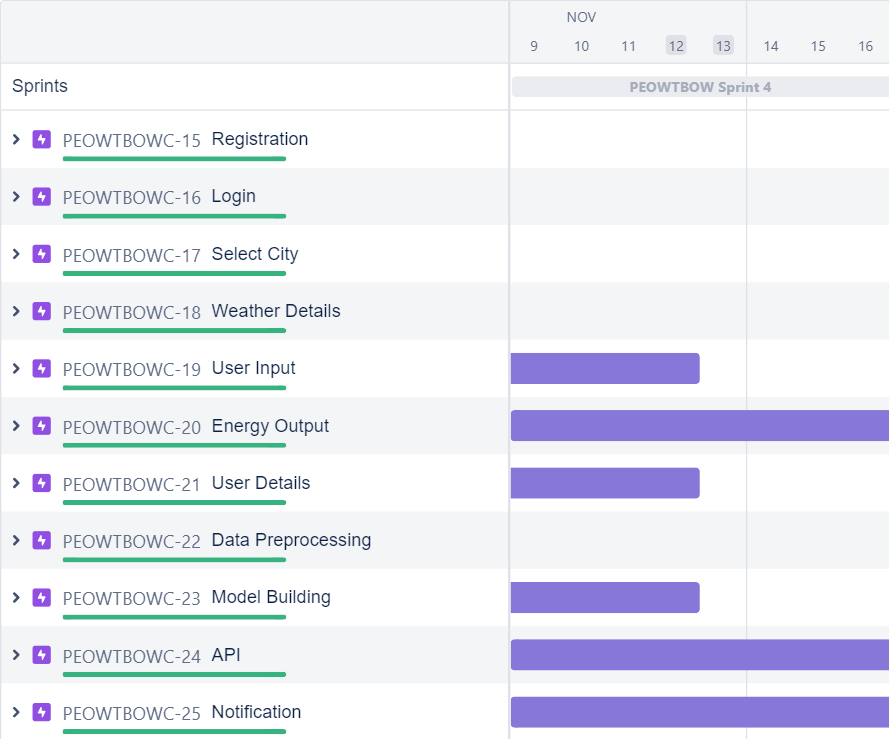 NOV
9 10 11 12 13 14 15 16
Sprints PEOWTBOW Sprint 4
PEOWTBOWC-15 Registration
PEOWTBOWC-16 Login
PEOWTBOWC-17 Select City
PEOWTBOWC-18 Weather Details
PEOWTBOWC-19 User Input
PEOWTBOWC-20 Energy Output
PEOWTBOWC-21 User Details
PEOWTBOWC-22 Data Preprocessing
PEOWTBOWC-23 Model Building
PEOWTBOWC-24 API
PEOWTBOWC-25 Notification